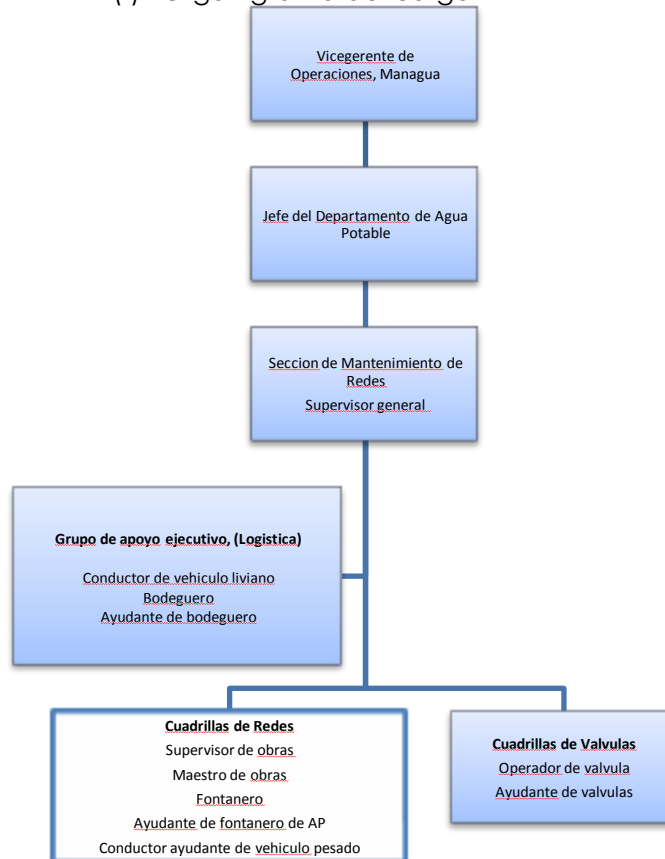 Vicegerente de
Operaciones, Managua
Jefe del Departamento de Agua
Potable
Seccion de Mantenimiento de
Redes
Supervisor general
Grupo de apoyo ejecutivo, (Logistica)
Conductor de vehiculo liviano
Bodeguero
Ayudante de bodeguero
Cuadrillas de Redes
Supervisor de obras
Maestro de obras
Fontanero
Ayudante de fontanero de AP
Conductor ayudante de vehiculo pesado
Cuadrillas de Valvulas
Operador de valvula
Ayudante de valvulas